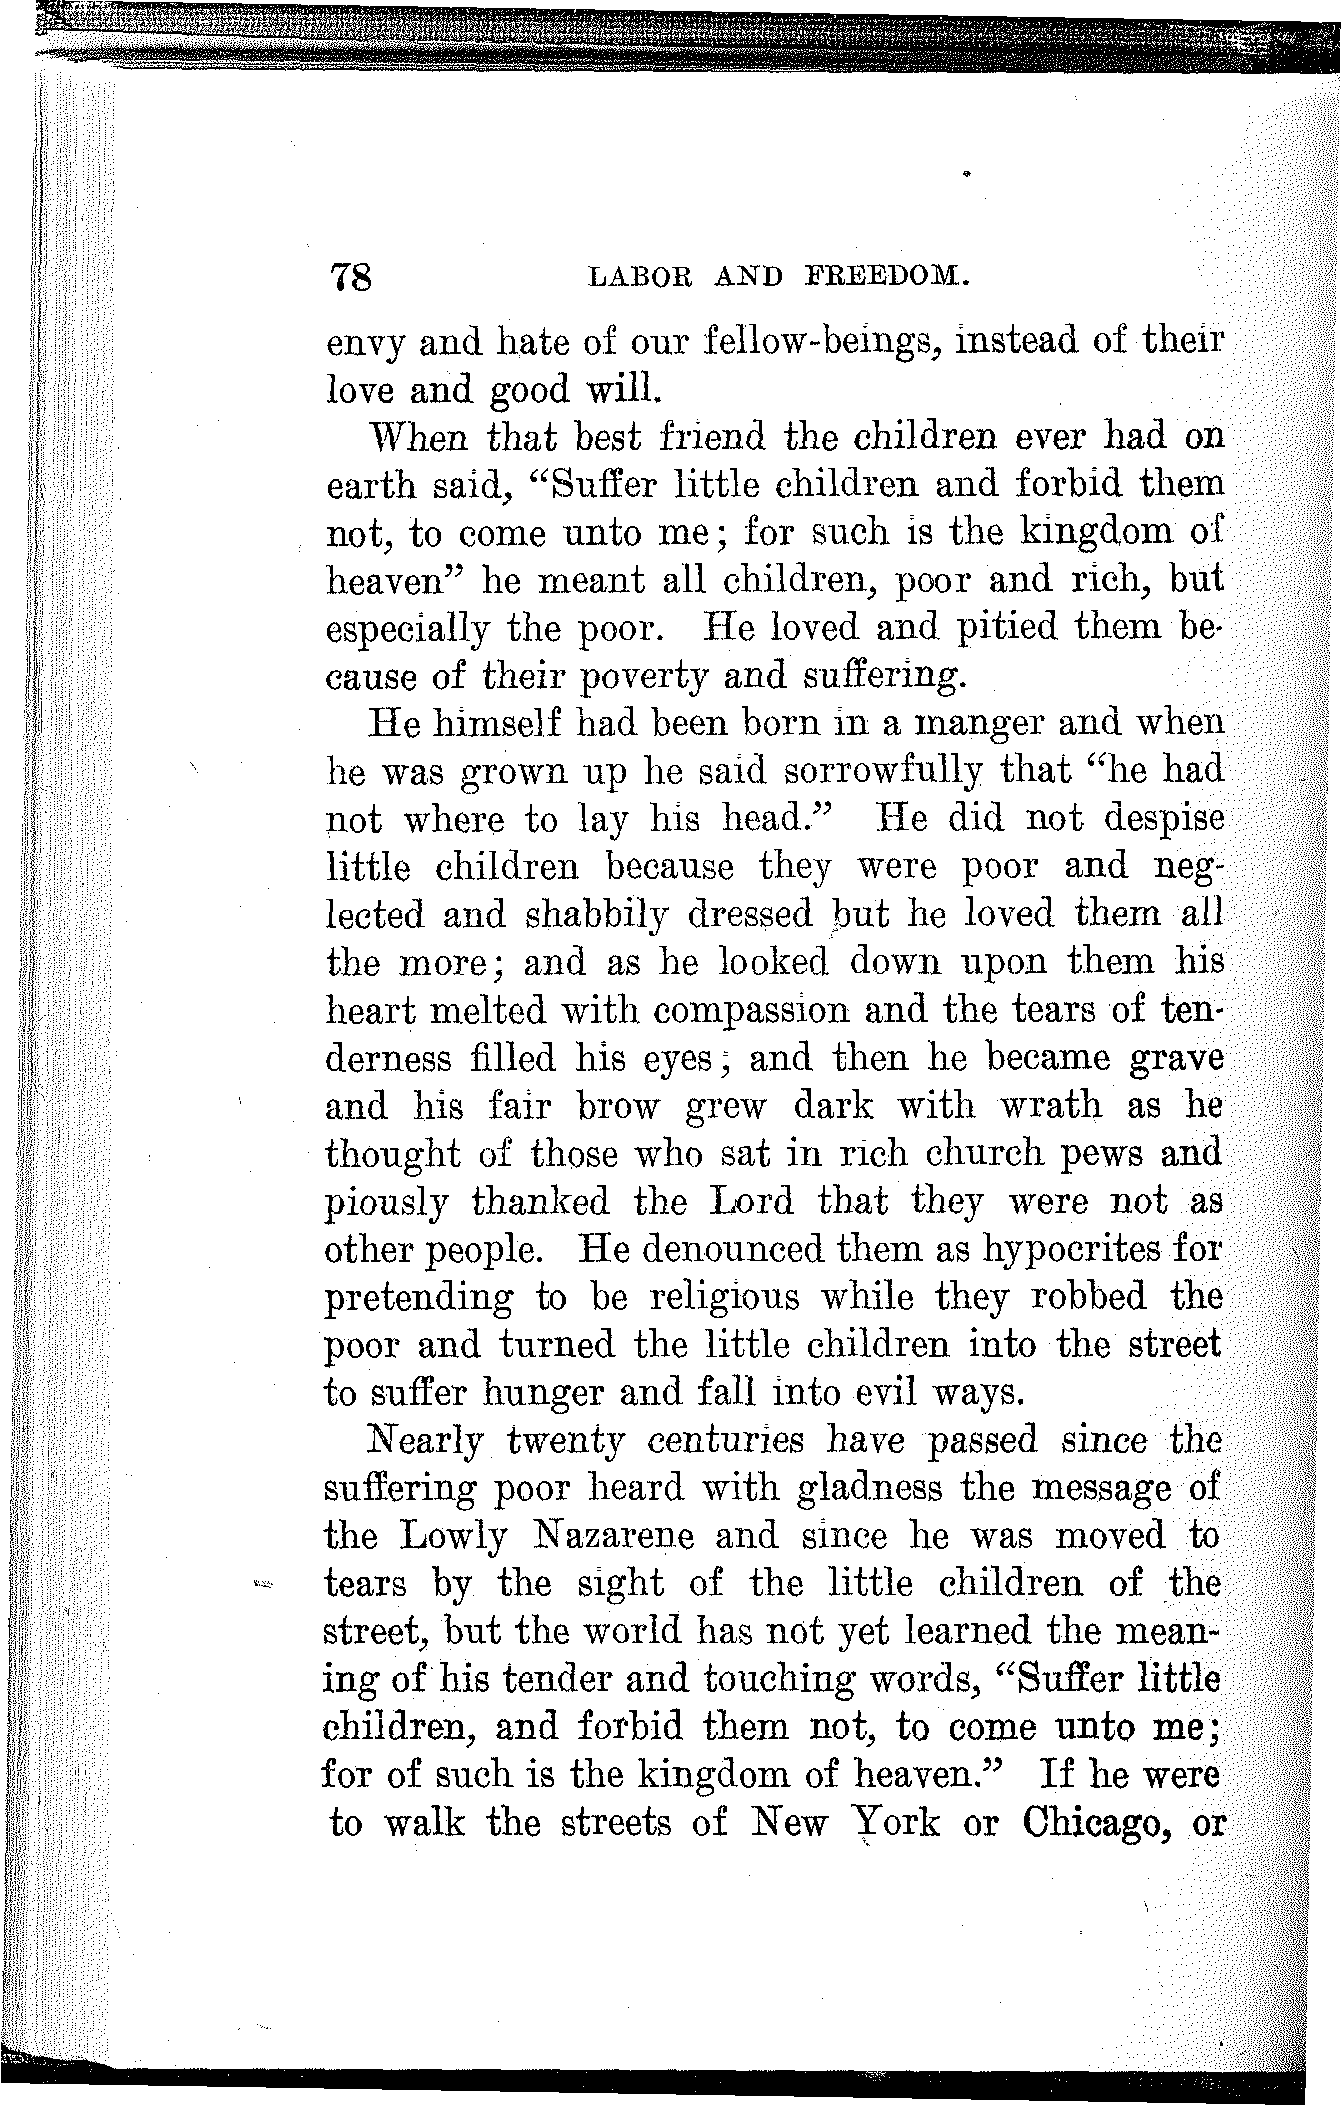 78 LABOR AND FREEDOM.
envy and hate of our fellow-beings, instead of their
love and good will.
When that best friend the children ever had on
earth said, “Suffer little children and forbid them
not, to come unto me; for such is the kingdom of
heaven” he meant all children, poor and rich, but
especially the poor. He loved and pitied them be-
cause of their poverty and suffering.
He himself had been born in a manger and when
he was grown up he said sorrowfully that “he had
not where to lay his head.” He did not despise
little children because they were poor and neg-
lected and shabbily dressed but he loved them all
the more; and as he looked down upon them his
heart melted with compassion and the tears of ten-
derness filled his eyes; and then he became grave
and his fair brow grew dark with wrath as he
thought of those who sat in rich church pews and
piously thanked the Lord that they were not as
other people. He denounced them as hypocrites for
pretending to be religious while they robbed the
poor and turned the little children into the street
to suffer hunger and fall into evil ways.
Nearly twenty centuries have passed since the
suffering poor heard with gladness the message of
the Lowly Nazarene and since he was moved to
tears by the sight of the little children of the
street, but the world has not yet learned the mean-
ing of his tender and touching words, “Suffer little
children, and forbid them not, to come unto me;
for of such is the kingdom of heaven.” If he were
to walk the streets of New York or Chicago, or